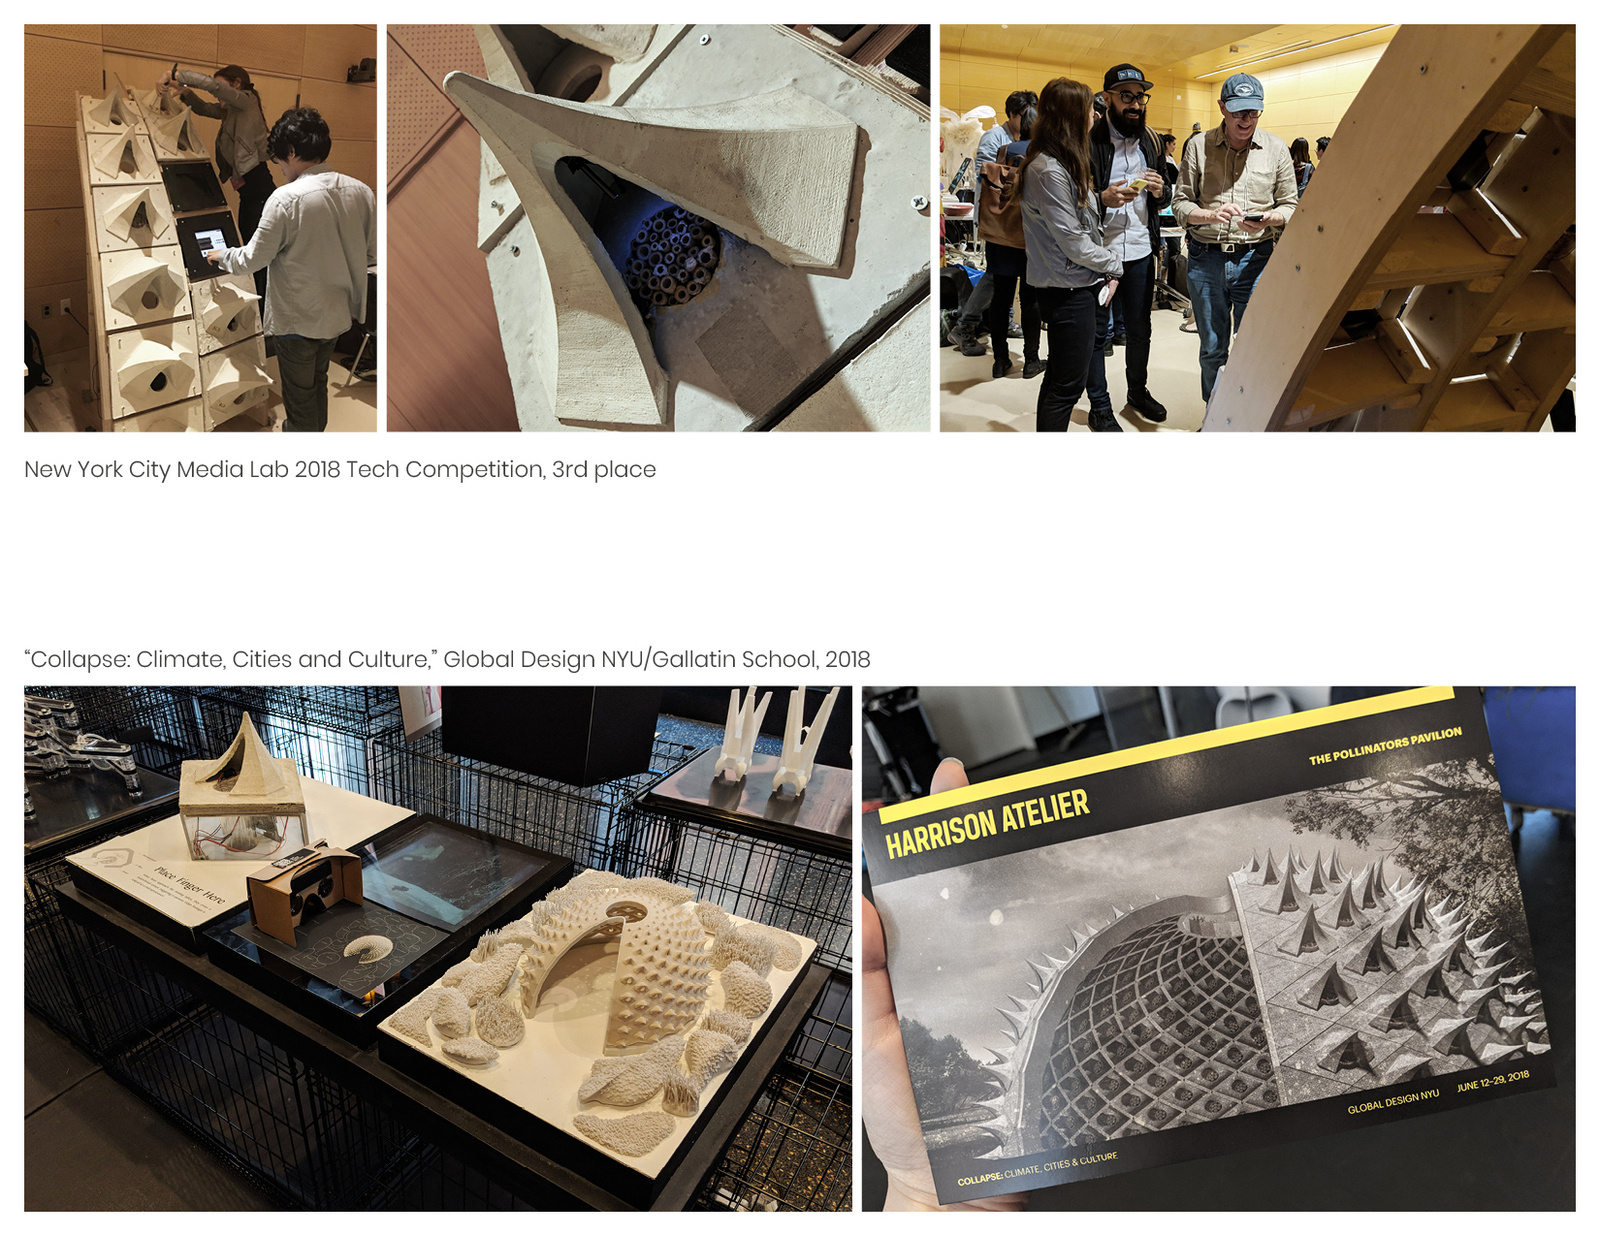 New York City Media Lab 2018 Tech Competition, 3rd place
“Collapse: Climate, Cities and Culture,” Global Design NYU/Gallatin School, 2018
Place Finger Here
THE POLLINATORS PAVILION
HARRISON ATELIER
GLOBAL DESIGN NYU JUNE 12–29, 2018
COLLAPSE: CLIMATE, CITIES & CULTURE